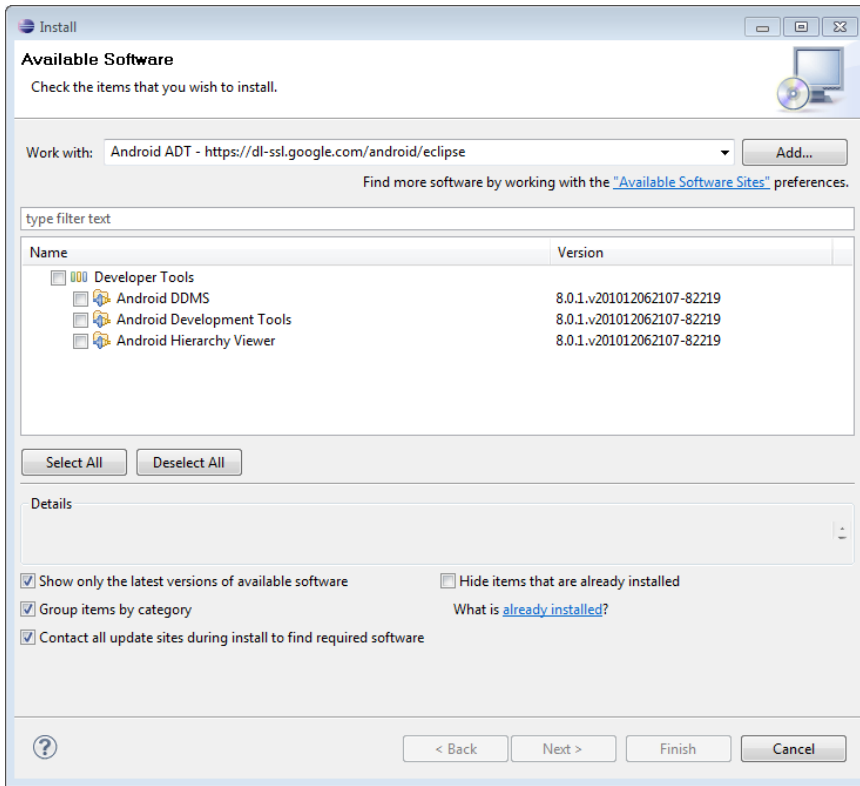 Install
Available Software
Check the items that you wish to install.
Work with: Android ADT - https://dl-ssl.google.com/android/eclipse Add...
Find more software by working with the "Available Software Sites" preferences.
type filter text
Name Version
Developer Tools
Android DDMS 8.0.1.v201012062107-82219
Android Development Tools 8.0.1.v201012062107-82219
Android Hierarchy Viewer 8.0.1.v201012062107-82219
Select All Deselect All
Details
Show only the latest versions of available software Hide items that are already installed
Group items by category What is already installed?
Contact all update sites during install to find required software
? < Back Next > Finish Cancel